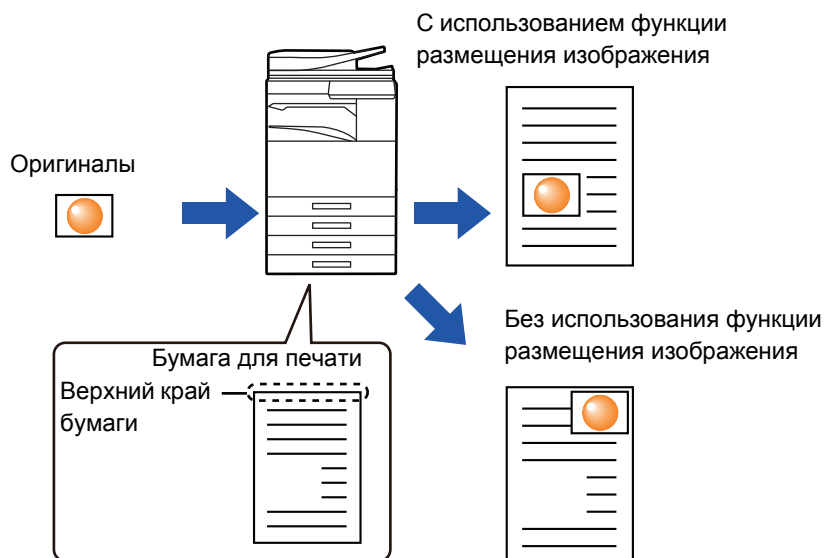 С использованием функции
размещения изображения
Оригиналы
Без использования функции
размещения изображения
Бумага для печати
Верхний край
бумаги